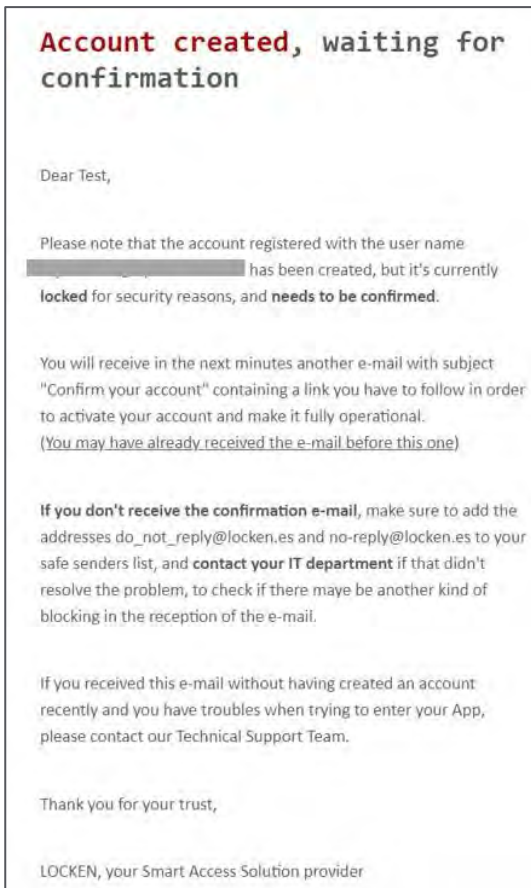 Account created, waiting for
confirmation
Dear Test,
Please note that the account registered with the user name
has been created, but it's currently
locked for security reasons, and needs to be confirmed.
You will receive in the next minutes another e-mail with subject
"Confirm your account" containing a link you have to follow in order
to activate your account and make it fully operational.
(You may have already received the e-mail before this one)
If you don't receive the confirmation e-mail, make sure to add the
addresses do_not_reply@locken.es and no-reply@locken.es to your
safe senders list, and contact your IT department if that didn't
resolve the problem, to check if there maye be another kind of
blocking in the reception of the e-mail.
If you received this e-mail without having created an account
recently and you have troubles when trying to enter your App,
please contact our Technical Support Team.
Thank you for your trust,
LOCKEN, your Smart Access Solution provider